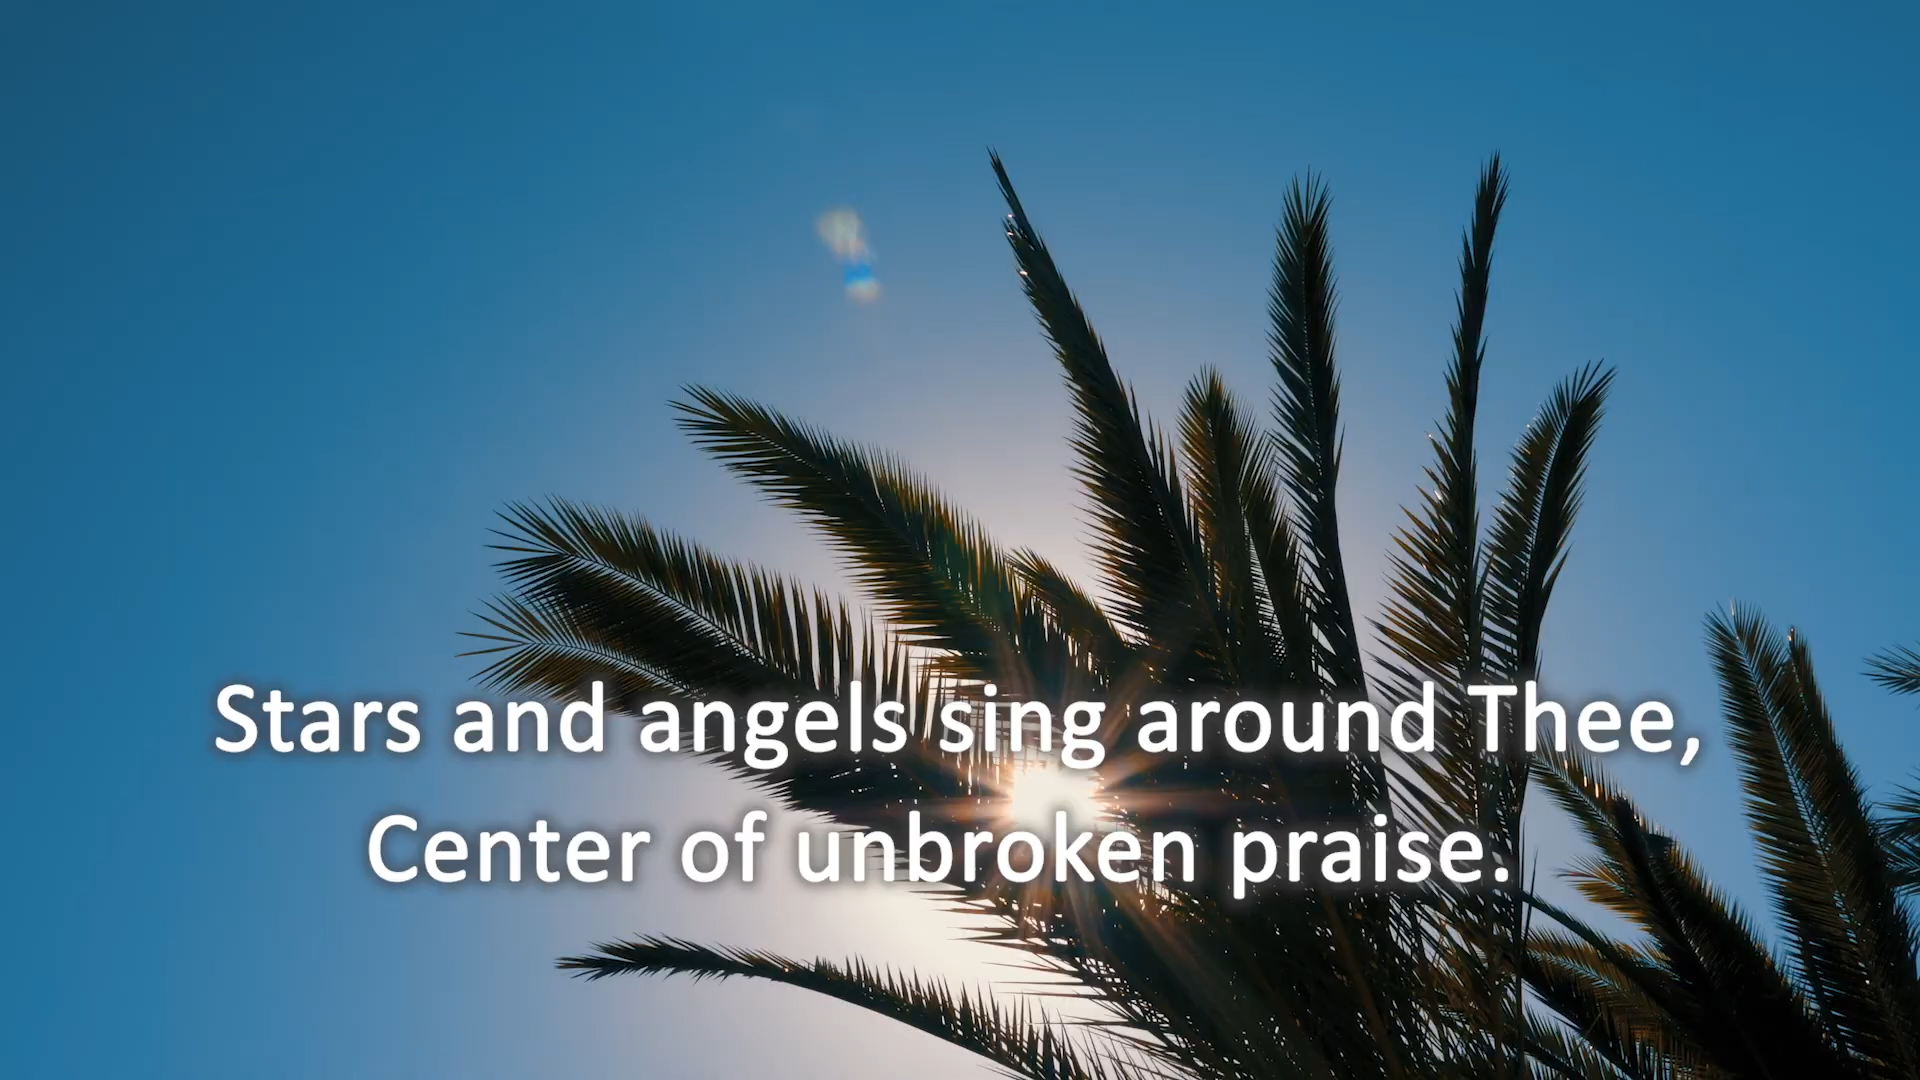 Stars and angels sing around Thee,
Center of unbroken praise.